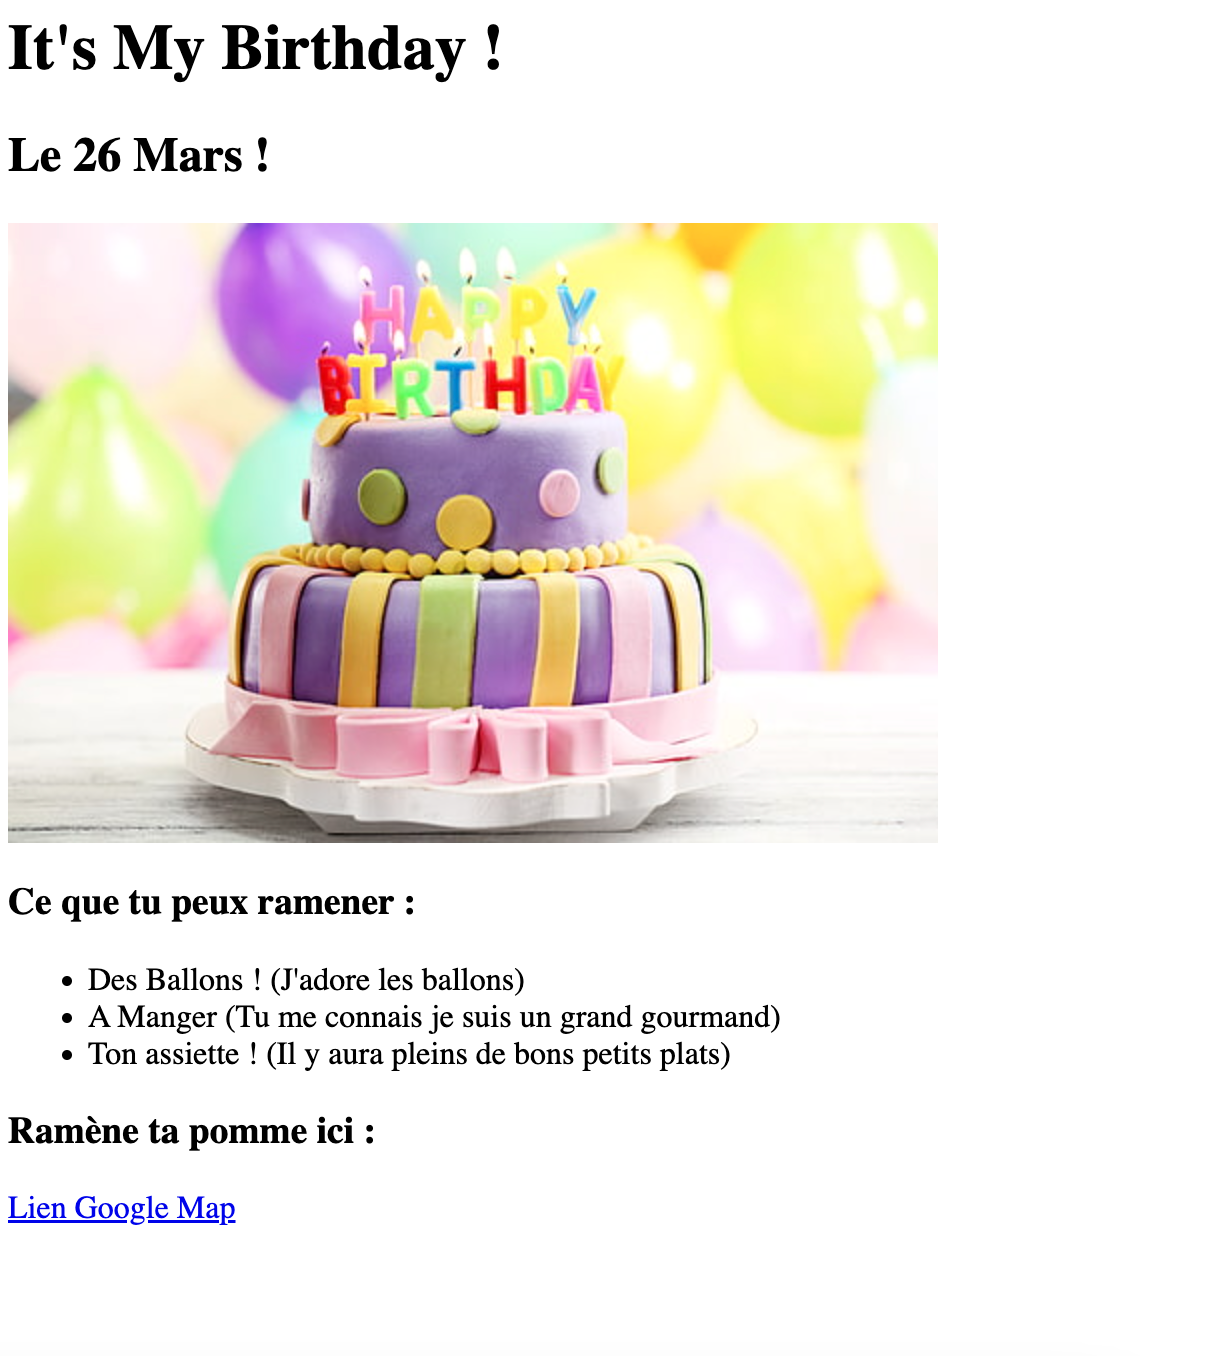 It's My Birthday !
Le 26 Mars !
HAPPY
BIRTHDAY
Ce que tu peux ramener :
Des Ballons ! (J'adore les ballons)
A Manger (Tu me connais je suis un grand gourmand)
Ton assiette ! (Il y aura pleins de bons petits plats)
Ramène ta pomme ici :
Lien Google Map